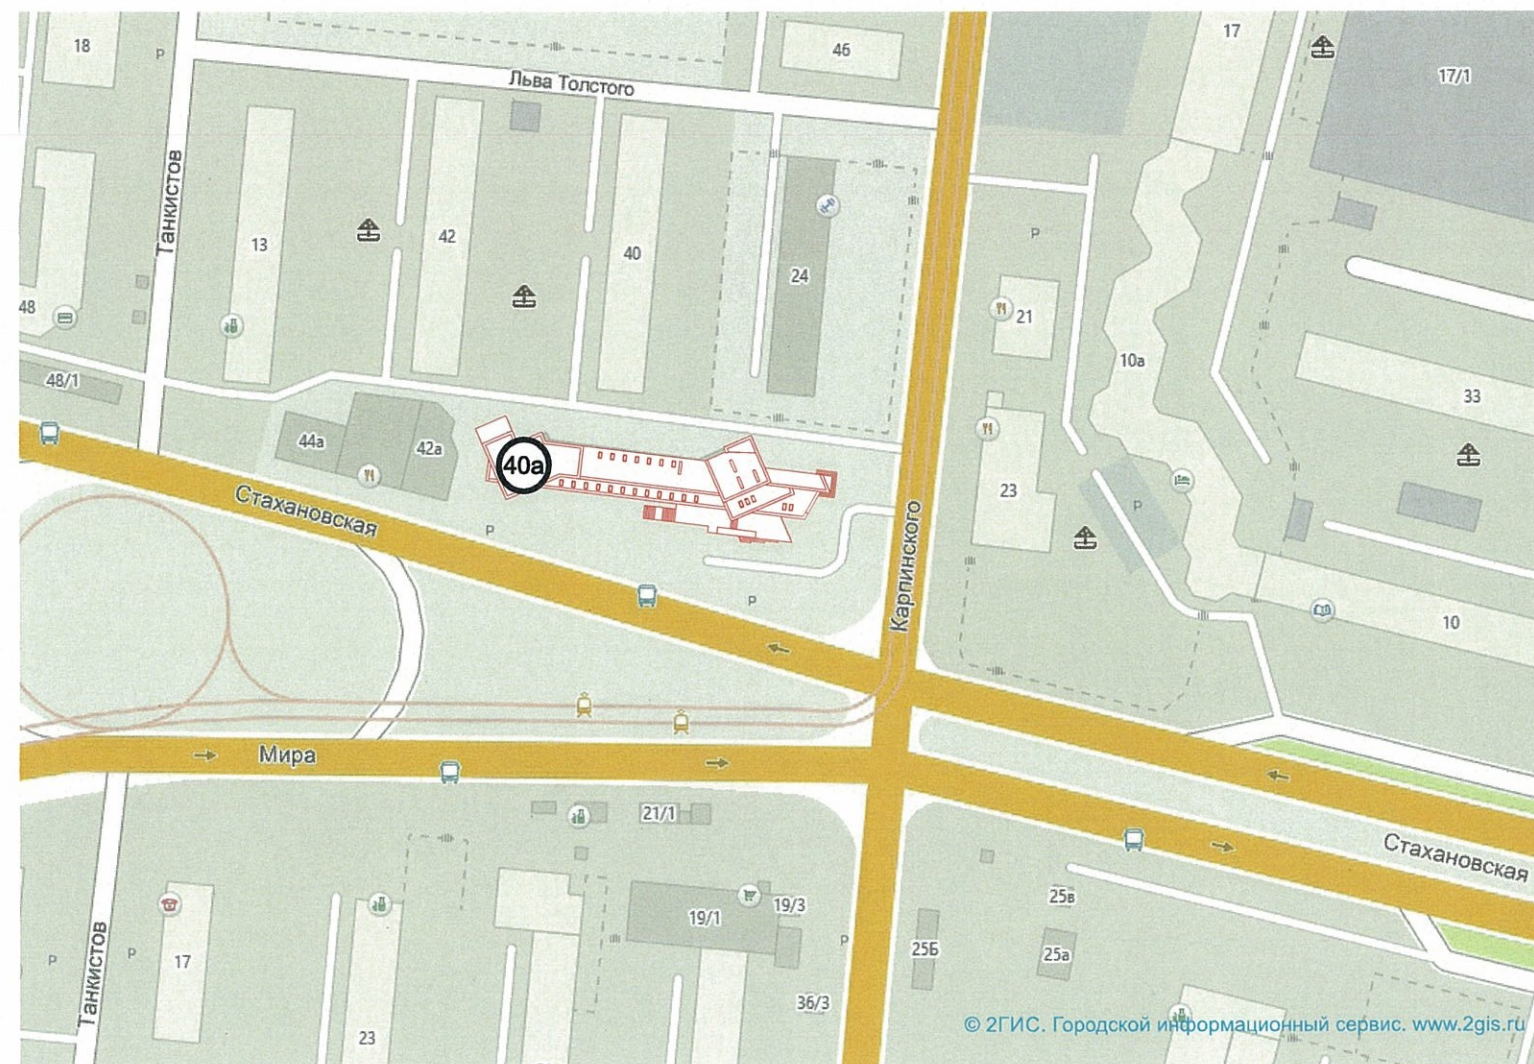 18
17
46
17/1
Льва Толстого
P
Танкистов
13
42
40
24
P
48
21
10а
48/1
33
44а
42а
40а
23
Стахановская
P
P
Карпинского
P
10
Мира
21/1
Стахановская
25в
19/1
19/3
25Б
25а
17
P
P
P
Танкистов
36/3
23
© 2ГИС. Городской информационный сервис. www.2gis.ru